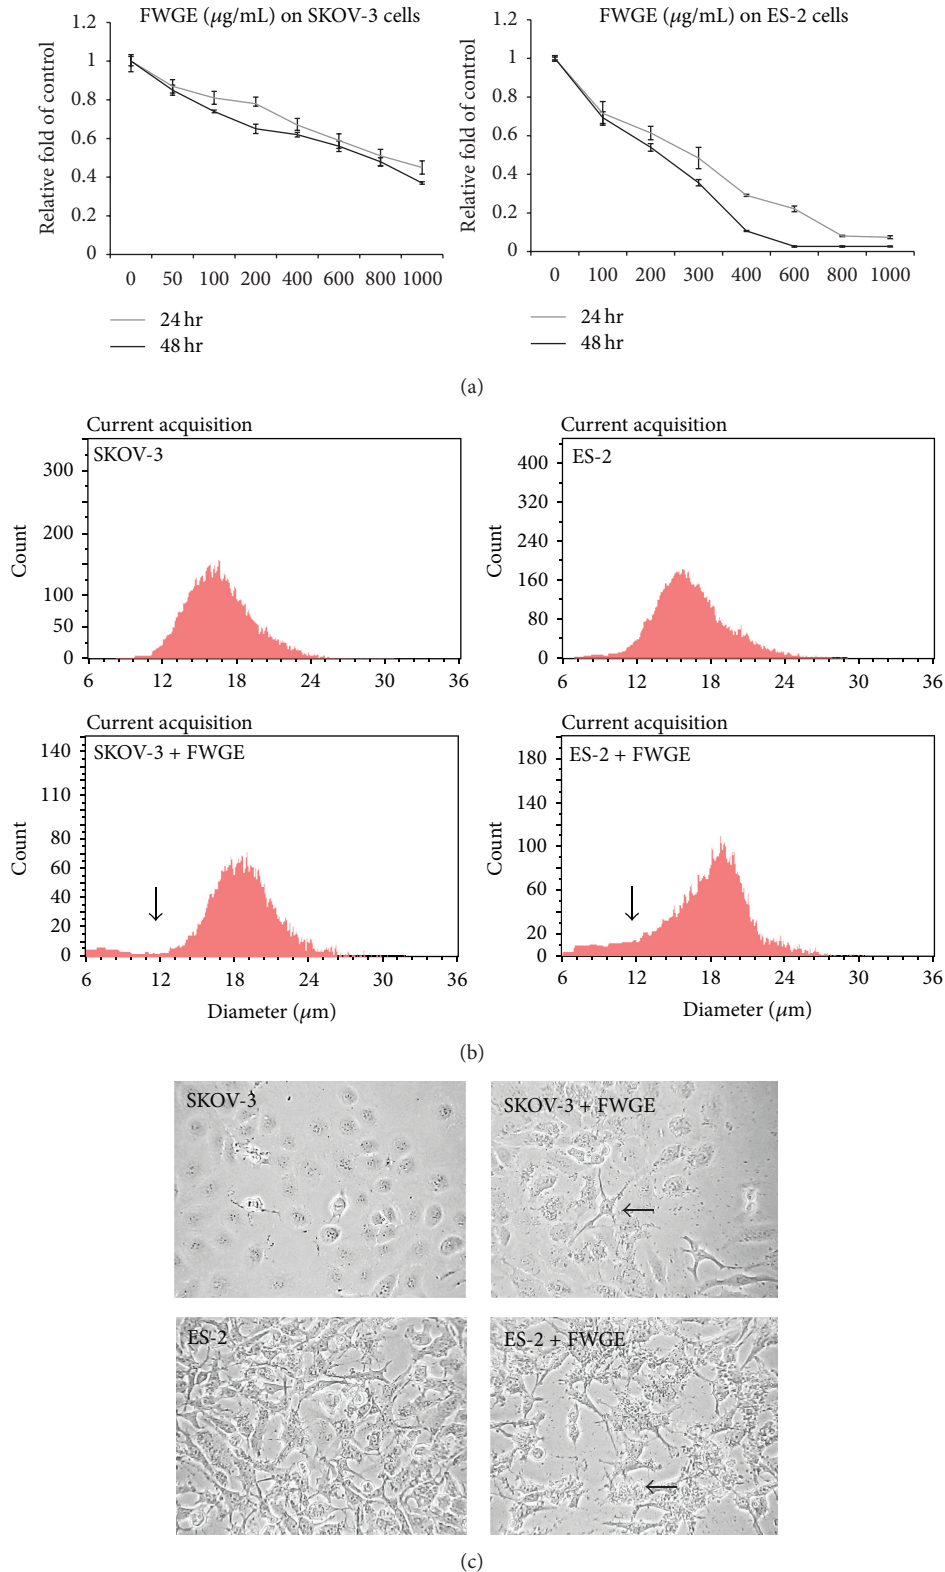 FWGE (μg/mL) on SKOV-3 cells
Relative fold of control
1.2
1
0.8
0.6
0.4
0.2
0
0 50 100 200 400 600 800 1000
24 hr
48 hr
FWGE (μg/mL) on ES-2 cells
Relative fold of control
1.2
1
0.8
0.6
0.4
0.2
0
0 100 200 300 400 600 800 1000
24 hr
48 hr
(a)
Current acquisition
SKOV-3
Count
300
200
100
50
0
6 12 18 24 30 36
Current acquisition
ES-2
Count
400
320
240
160
80
0
6 12 18 24 30 36
Current acquisition
SKOV-3 + FWGE
Count
140
110
80
60
40
20
0
6 12 18 24 30 36
Diameter (μm)
Current acquisition
ES-2 + FWGE
Count
180
140
100
60
20
0
6 12 18 24 30 36
Diameter (μm)
(b)
SKOV-3
SKOV-3 + FWGE
ES-2
ES-2 + FWGE
(c)